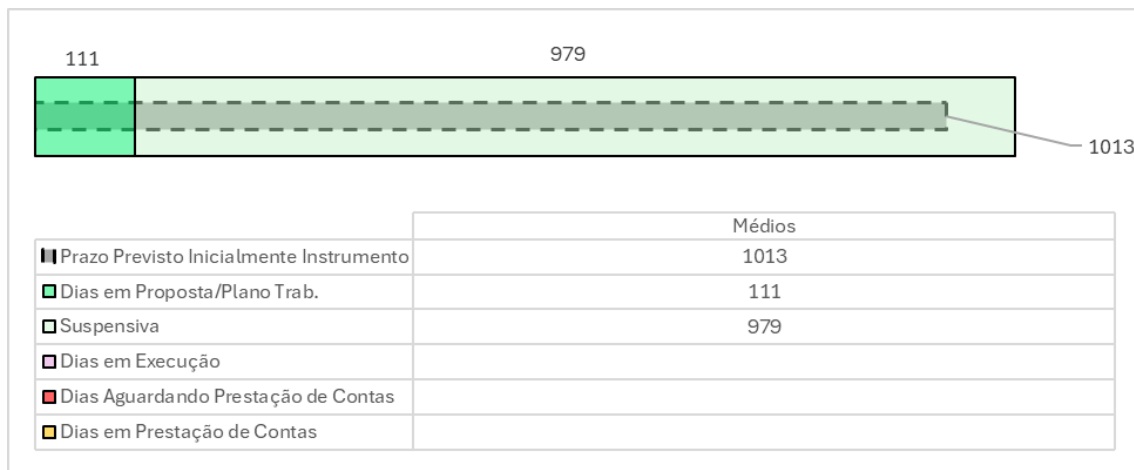 111
979
1013
Médios
Prazo Previsto Inicialmente Instrumento 1013
Dias em Proposta/Plano Trab. 111
Suspensiva 979
Dias em Execução
Dias Aguardando Prestação de Contas
Dias em Prestação de Contas